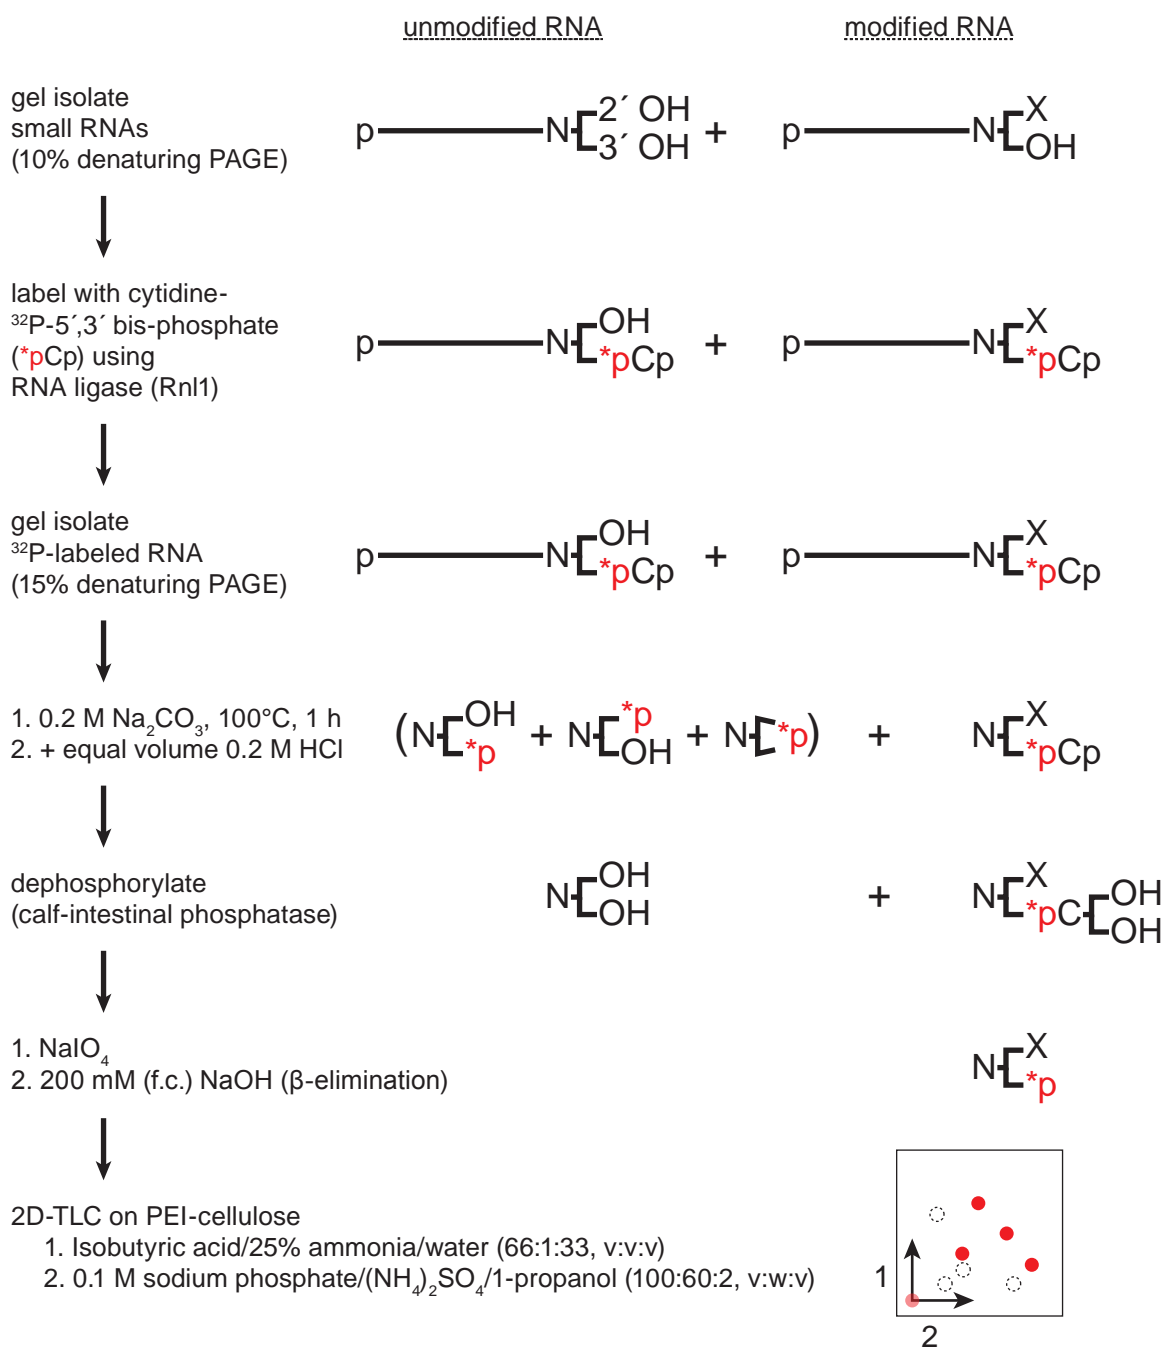 unmodified RNA
modified RNA
gel isolate
small RNAs
(10% denaturing PAGE)
p N 2´ OH 3´ OH + p N X OH
label with cytidine-
³²P-5´,3´ bis-phosphate
(*pCp) using
RNA ligase (Rnl1)
p N OH *pCp + p N X *pCp
gel isolate
³²P-labeled RNA
(15% denaturing PAGE)
p N OH *pCp + p N X *pCp
1. 0.2 M Na₂CO₃, 100°C, 1 h
2. + equal volume 0.2 M HCl
(N OH *p + N *p OH + N *p) + N X *pCp
dephosphorylate
(calf-intestinal phosphatase)
N OH OH + N X *pC OH OH
1. NaIO₄
2. 200 mM (f.c.) NaOH (β-elimination)
N X *p
2D-TLC on PEI-cellulose
1. Isobutyric acid/25% ammonia/water (66:1:33, v:v:v)
2. 0.1 M sodium phosphate/(NH₄)₂SO₄/1-propanol (100:60:2, v:w:v)
1
2